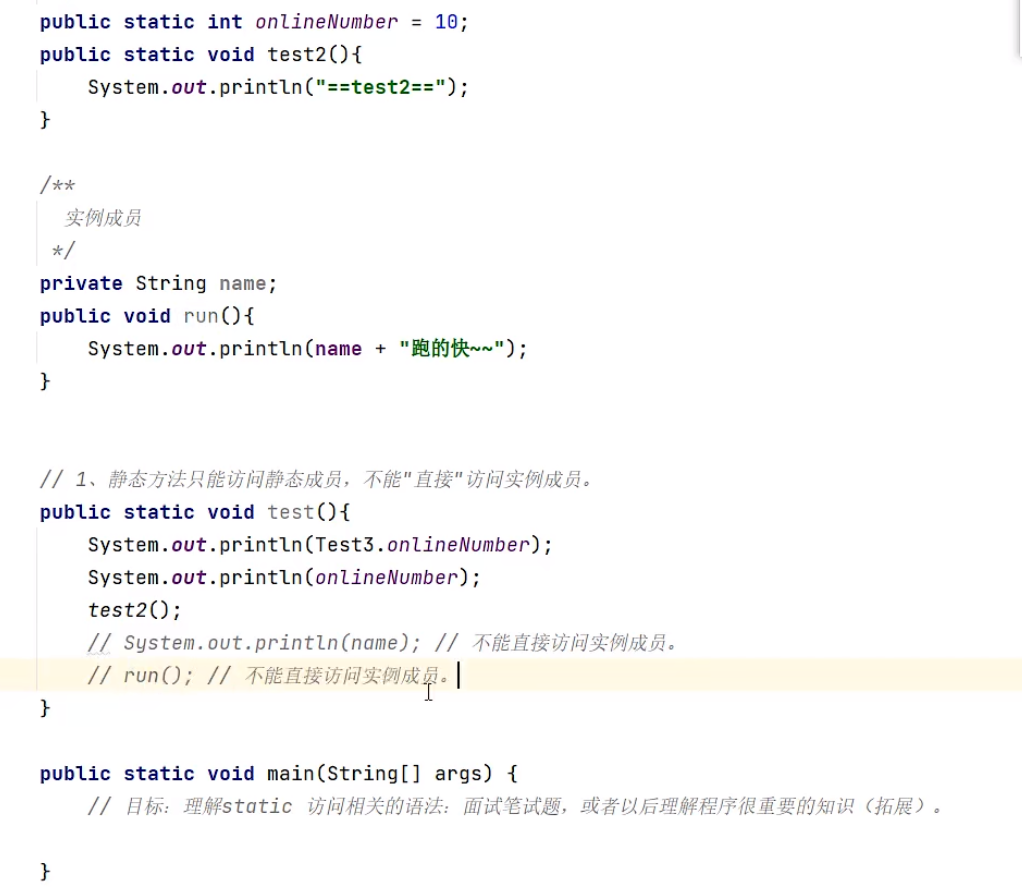 public static int onlineNumber = 10;
public static void test2(){
System.out.println("==test2==");
}
/**
实例成员
*/
private String name;
public void run(){
System.out.println(name + "跑的快~~");
}
// 1、静态方法只能访问静态成员，不能"直接"访问实例成员。
public static void test(){
System.out.println(Test3.onlineNumber);
System.out.println(onlineNumber);
test2();
// System.out.println(name); // 不能直接访问实例成员。
// run(); // 不能直接访问实例成员。
}
public static void main(String[] args) {
// 目标：理解static 访问相关的语法：面试笔试题，或者以后理解程序很重要的知识（拓展）。
}